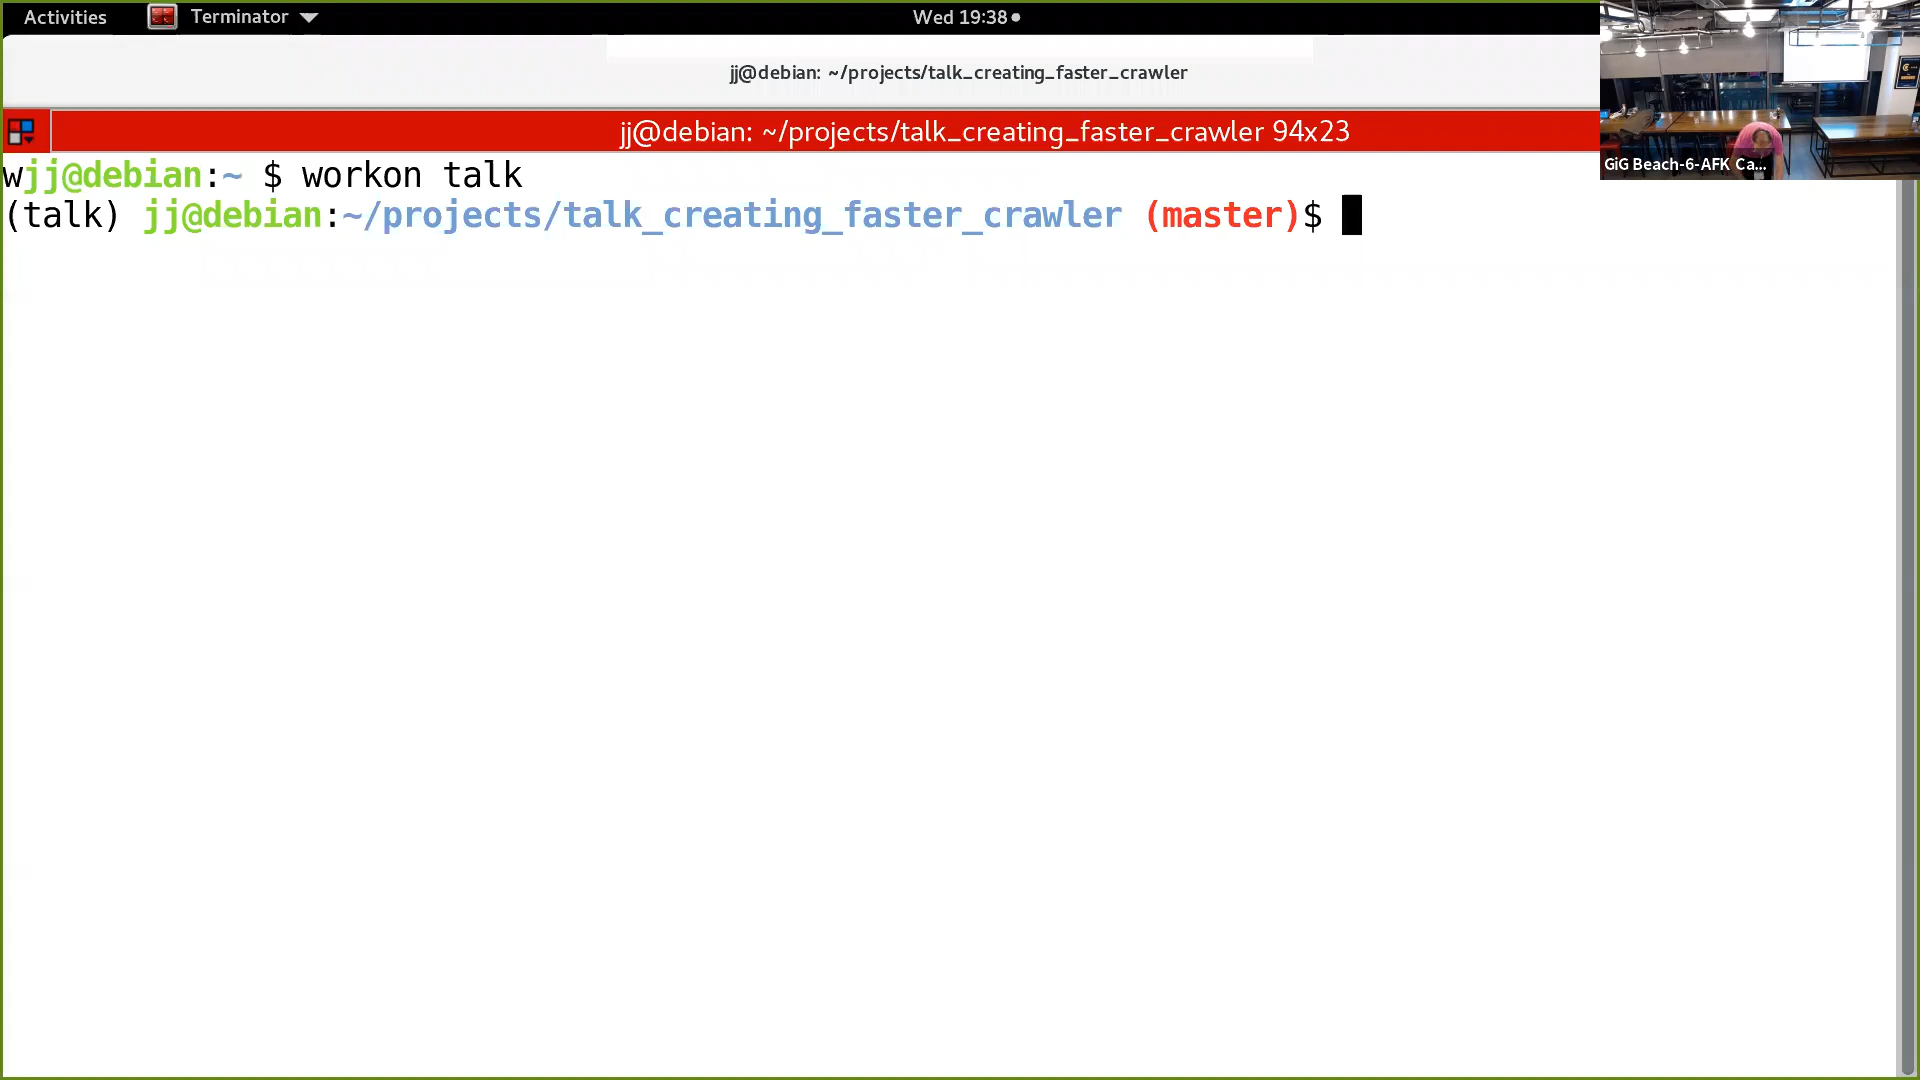 Activities
Terminator
Wed 19:38
jj@debian: ~/projects/talk_creating_faster_crawler
jj@debian: ~/projects/talk_creating_faster_crawler 94x23
wjj@debian:~ $ workon talk
(talk) jj@debian:~/projects/talk_creating_faster_crawler (master)$
GiG Beach-6-AFK Ca...